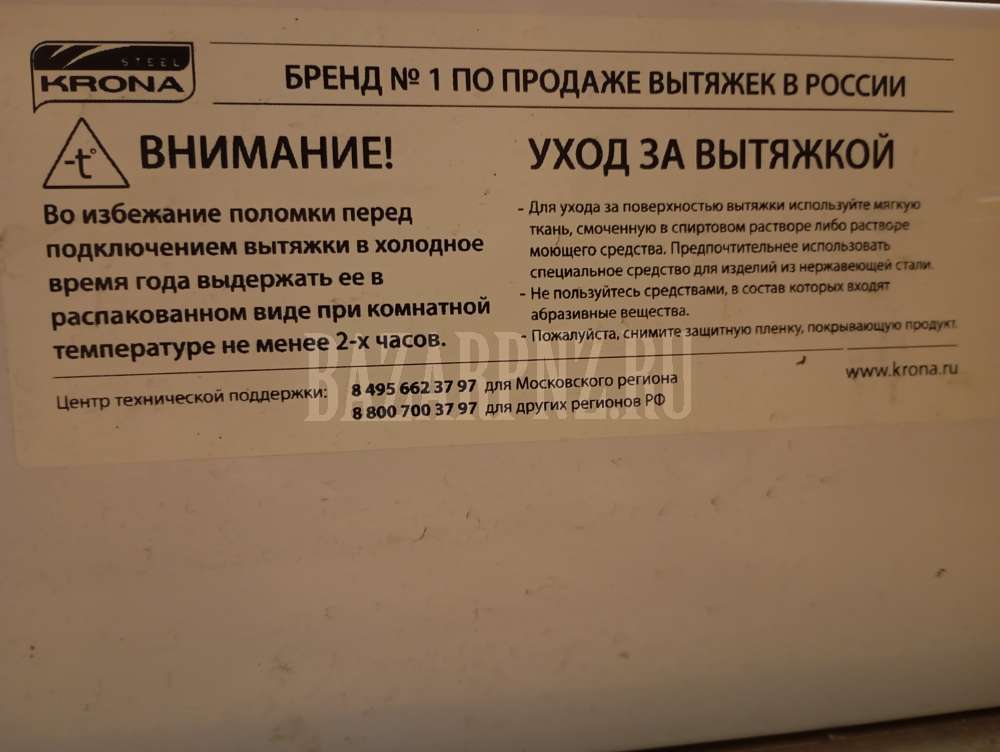 STEEL
KRONA
БРЕНД № 1 ПО ПРОДАЖЕ ВЫТЯЖЕК В РОССИИ
-t°
ВНИМАНИЕ!
Во избежание поломки перед
подключением вытяжки в холодное
время года выдержать ее в
распакованном виде при комнатной
температуре не менее 2-х часов.
УХОД ЗА ВЫТЯЖКОЙ
- Для ухода за поверхностью вытяжки используйте мягкую
ткань, смоченную в спиртовом растворе либо растворе
моющего средства. Предпочтительнее использовать
специальное средство для изделий из нержавеющей стали.
- Не пользуйтесь средствами, в состав которых входят
абразивные вещества.
- Пожалуйста, снимите защитную пленку, покрывающую продукт.
Центр технической поддержки: 8 495 662 37 97 для Московского региона
8 800 700 37 97 для других регионов РФ
www.krona.ru
BAZARPNZ.RU